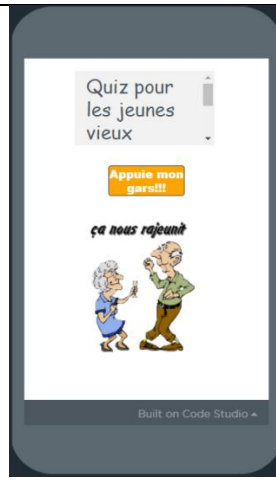 Quiz pour
les jeunes
vieux
Appuie mon
gars!!!
ça nous rajeunit
Built on Code Studio